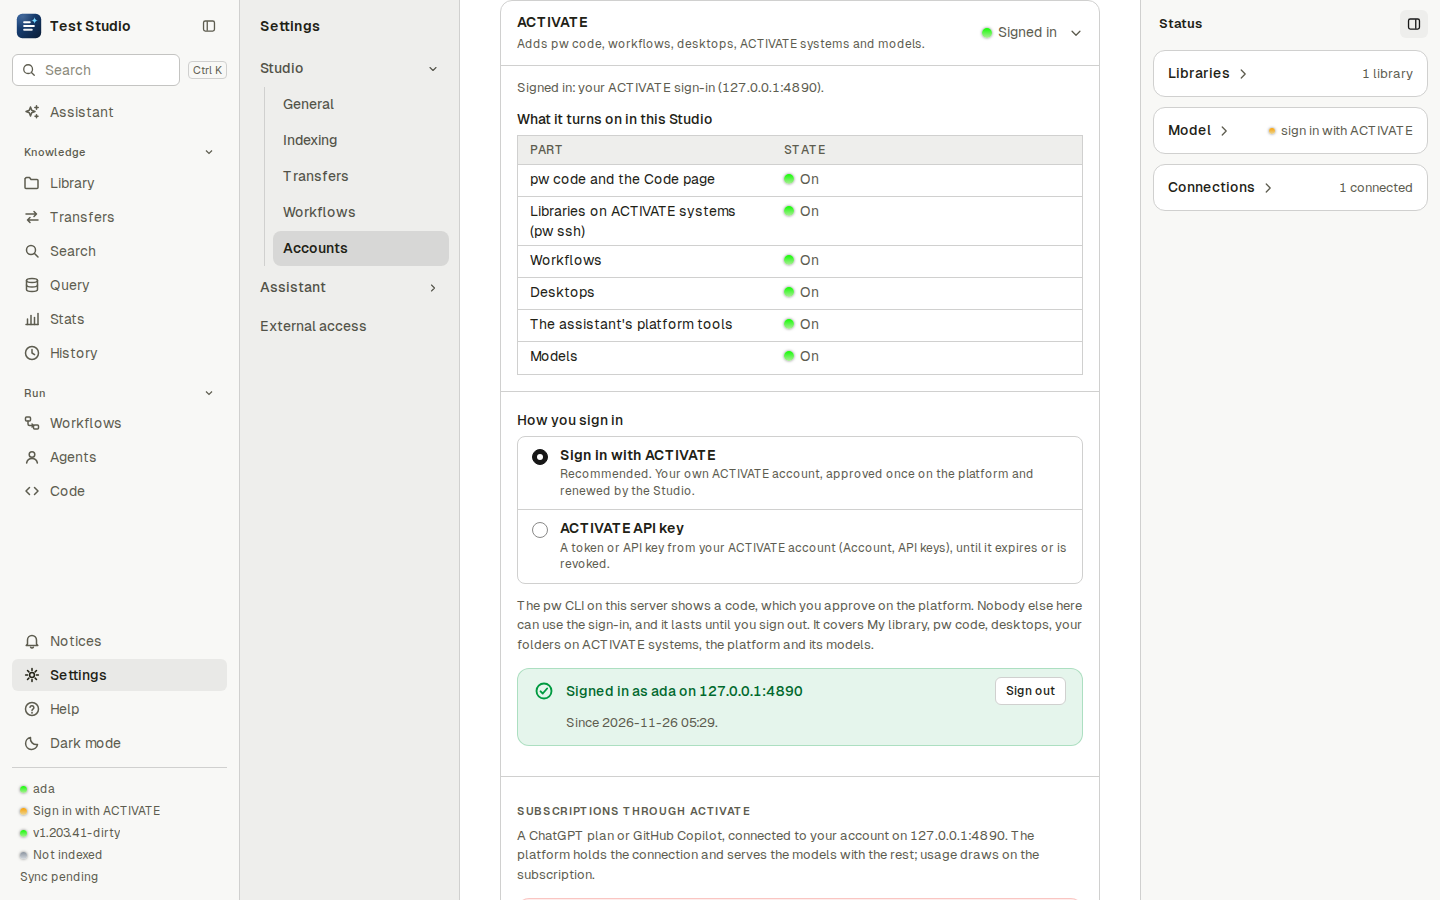 Test Studio
Search
Ctrl K
Assistant
Knowledge
Library
Transfers
Search
Query
Stats
History
Run
Workflows
Agents
Code
Notices
Settings
Help
Dark mode
ada
Sign in with ACTIVATE
v1.203.41-dirty
Not indexed
Sync pending
Settings
Studio
General
Indexing
Transfers
Workflows
Accounts
Assistant
External access
ACTIVATE
Adds pw code, workflows, desktops, ACTIVATE systems and models.
Signed in
Signed in: your ACTIVATE sign-in (127.0.0.1:4890).
What it turns on in this Studio
PART STATE
pw code and the Code page On
Libraries on ACTIVATE systems On
(pw ssh)
Workflows On
Desktops On
The assistant's platform tools On
Models On
How you sign in
Sign in with ACTIVATE
Recommended. Your own ACTIVATE account, approved once on the platform and
renewed by the Studio.
ACTIVATE API key
A token or API key from your ACTIVATE account (Account, API keys), until it expires or is
revoked.
The pw CLI on this server shows a code, which you approve on the platform. Nobody else here
can use the sign-in, and it lasts until you sign out. It covers My library, pw code, desktops, your
folders on ACTIVATE systems, the platform and its models.
Signed in as ada on 127.0.0.1:4890
Sign out
Since 2026-11-26 05:29.
SUBSCRIPTIONS THROUGH ACTIVATE
A ChatGPT plan or GitHub Copilot, connected to your account on 127.0.0.1:4890. The
platform holds the connection and serves the models with the rest; usage draws on the
subscription.
Status
Libraries 1 library
Model sign in with ACTIVATE
Connections 1 connected